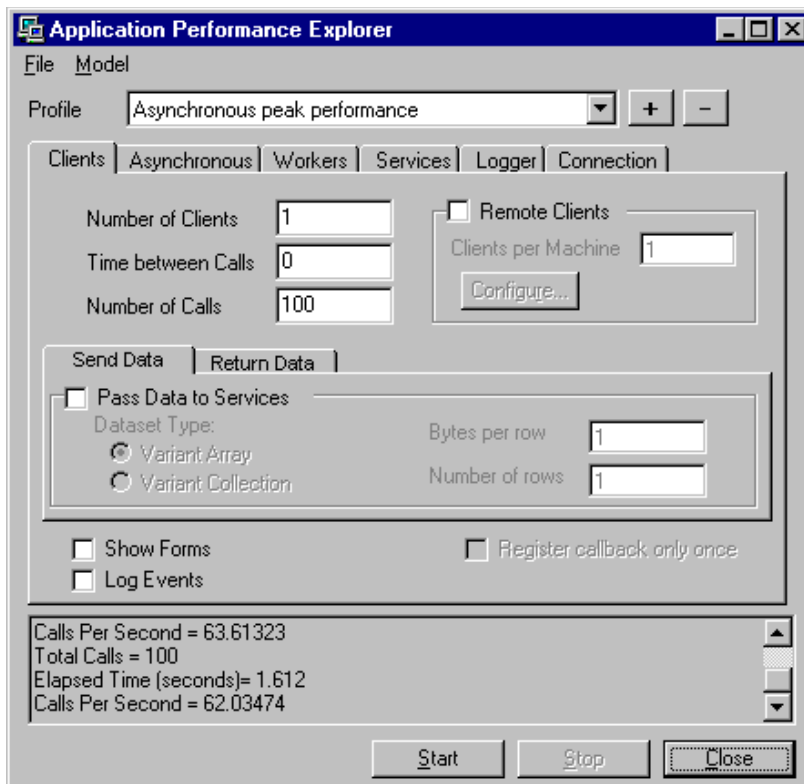 Application Performance Explorer
File Model
Profile Asynchronous peak performance + -
Clients Asynchronous Workers Services Logger Connection
Number of Clients 1
Remote Clients
Time between Calls 0
Clients per Machine 1
Number of Calls 100
Configure...
Send Data Return Data
Pass Data to Services
Dataset Type:
Bytes per row 1
Variant Array
Variant Collection
Number of rows 1
Show Forms
Register callback only once
Log Events
Calls Per Second = 63.61323
Total Calls = 100
Elapsed Time (seconds)= 1.612
Calls Per Second = 62.03474
Start Stop Close